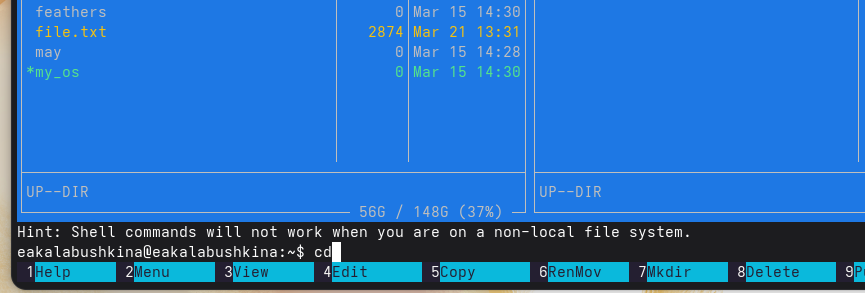 feathers 0 Mar 15 14:30
file.txt 2874 Mar 21 13:31
may 0 Mar 15 14:28
*my_os 0 Mar 15 14:30
UP--DIR UP--DIR
56G / 148G (37%)
Hint: Shell commands will not work when you are on a non-local file system.
eakalabushkina@eakalabushkina:~$ cd
1Help 2Menu 3View 4Edit 5Copy 6RenMov 7Mkdir 8Delete 9